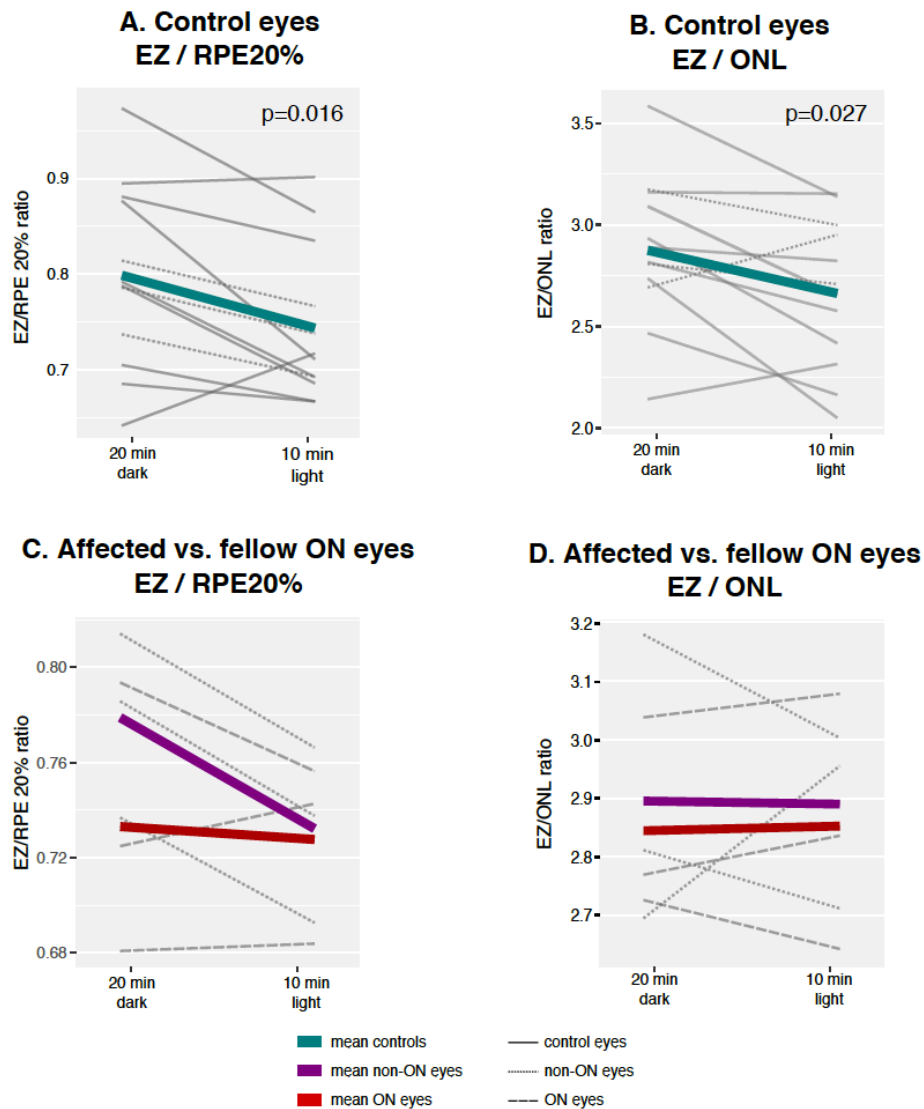 A. Control eyes
EZ / RPE20%
p=0.016
EZ/RPE 20% ratio
0.9
0.8
0.7
20 min
dark
10 min
light
B. Control eyes
EZ / ONL
p=0.027
EZ/ONL ratio
3.5
3.0
2.5
2.0
20 min
dark
10 min
light
C. Affected vs. fellow ON eyes
EZ / RPE20%
EZ/RPE 20% ratio
0.80
0.76
0.72
0.68
20 min
dark
10 min
light
D. Affected vs. fellow ON eyes
EZ / ONL
EZ/ONL ratio
3.2
3.1
3.0
2.9
2.8
2.7
20 min
dark
10 min
light
mean controls
mean non-ON eyes
mean ON eyes
control eyes
non-ON eyes
ON eyes